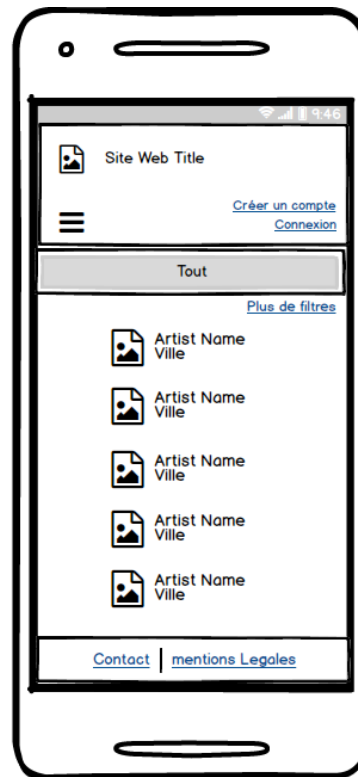 9:46
Site Web Title
Créer un compte
Connexion
Tout
Plus de filtres
Artist Name
Ville
Artist Name
Ville
Artist Name
Ville
Artist Name
Ville
Artist Name
Ville
Contact mentions Legales